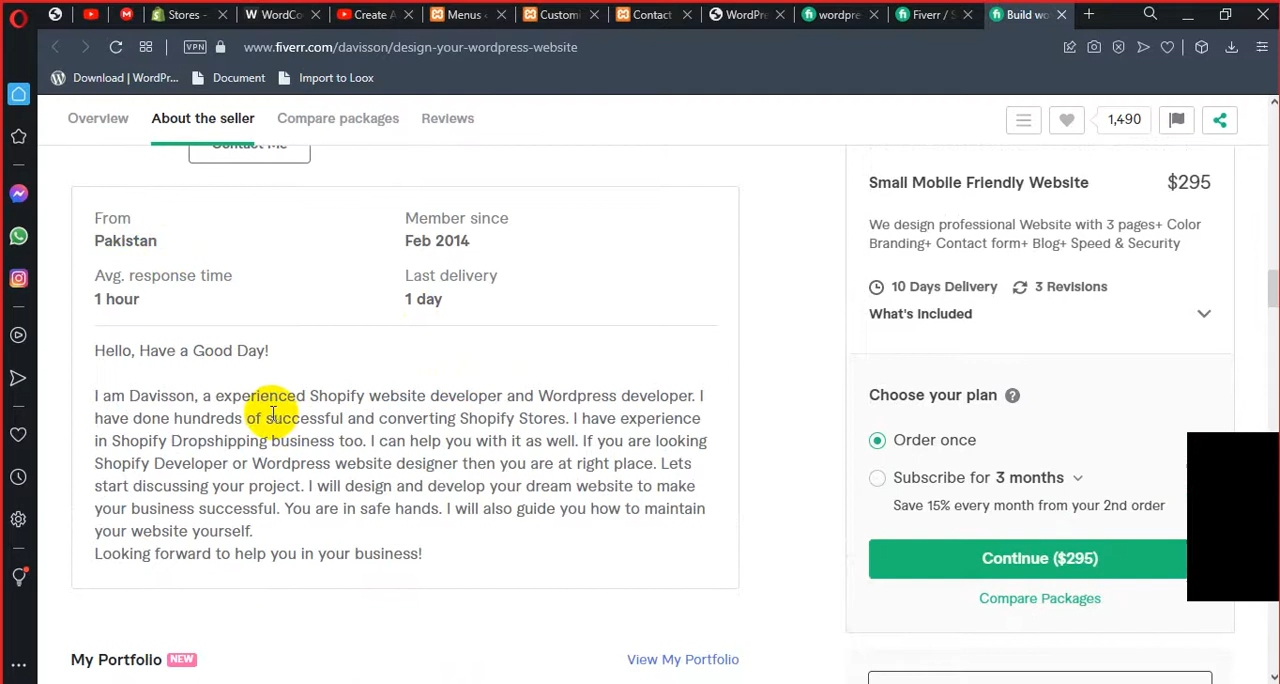 Stores -
WordCo
Create A
Menus ‹
Customi
Contact
WordPre
wordpre
Fiverr / S
Build wo
VPN
www.fiverr.com/davisson/design-your-wordpress-website
Download | WordPr...
Document
Import to Loox
Overview
About the seller
Compare packages
Reviews
1,490
Contact Me
From
Pakistan
Member since
Feb 2014
Avg. response time
1 hour
Last delivery
1 day
Hello, Have a Good Day!
I am Davisson, a experienced Shopify website developer and Wordpress developer. I
have done hundreds of successful and converting Shopify Stores. I have experience
in Shopify Dropshipping business too. I can help you with it as well. If you are looking
Shopify Developer or Wordpress website designer then you are at right place. Lets
start discussing your project. I will design and develop your dream website to make
your business successful. You are in safe hands. I will also guide you how to maintain
your website yourself.
Looking forward to help you in your business!
My Portfolio NEW
View My Portfolio
Small Mobile Friendly Website
$295
We design professional Website with 3 pages+ Color
Branding+ Contact form+ Blog+ Speed & Security
10 Days Delivery
3 Revisions
What's Included
Choose your plan
Order once
Subscribe for 3 months
Save 15% every month from your 2nd order
Continue ($295)
Compare Packages